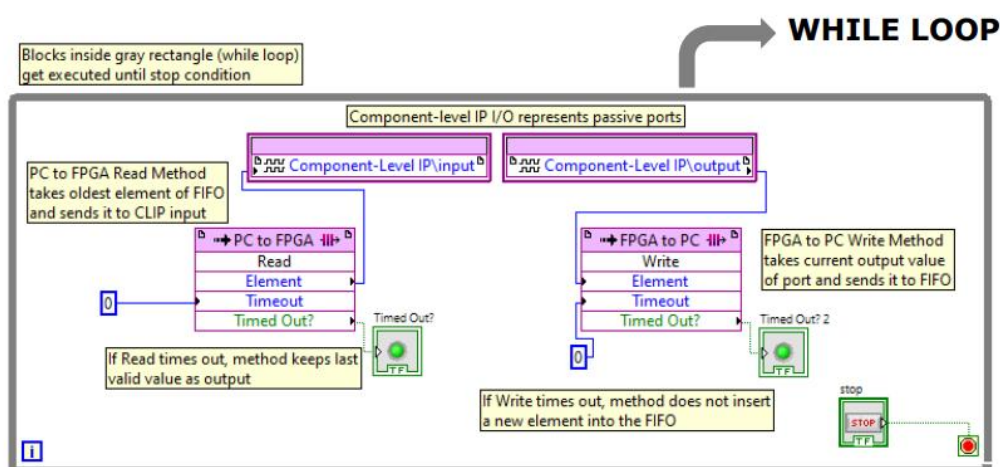 WHILE LOOP
Blocks inside gray rectangle (while loop)
get executed until stop condition
Component-level IP I/O represents passive ports
Component-Level IP\input
Component-Level IP\output
PC to FPGA Read Method
takes oldest element of FIFO
and sends it to CLIP input
PC to FPGA
Read
Element
Timeout
Timed Out?
0
Timed Out?
TF
If Read times out, method keeps last
valid value as output
FPGA to PC
Write
Element
Timeout
Timed Out?
0
FPGA to PC Write Method
takes current output value
of port and sends it to FIFO
Timed Out? 2
TF
If Write times out, method does not insert
a new element into the FIFO
stop
STOP
TF
i